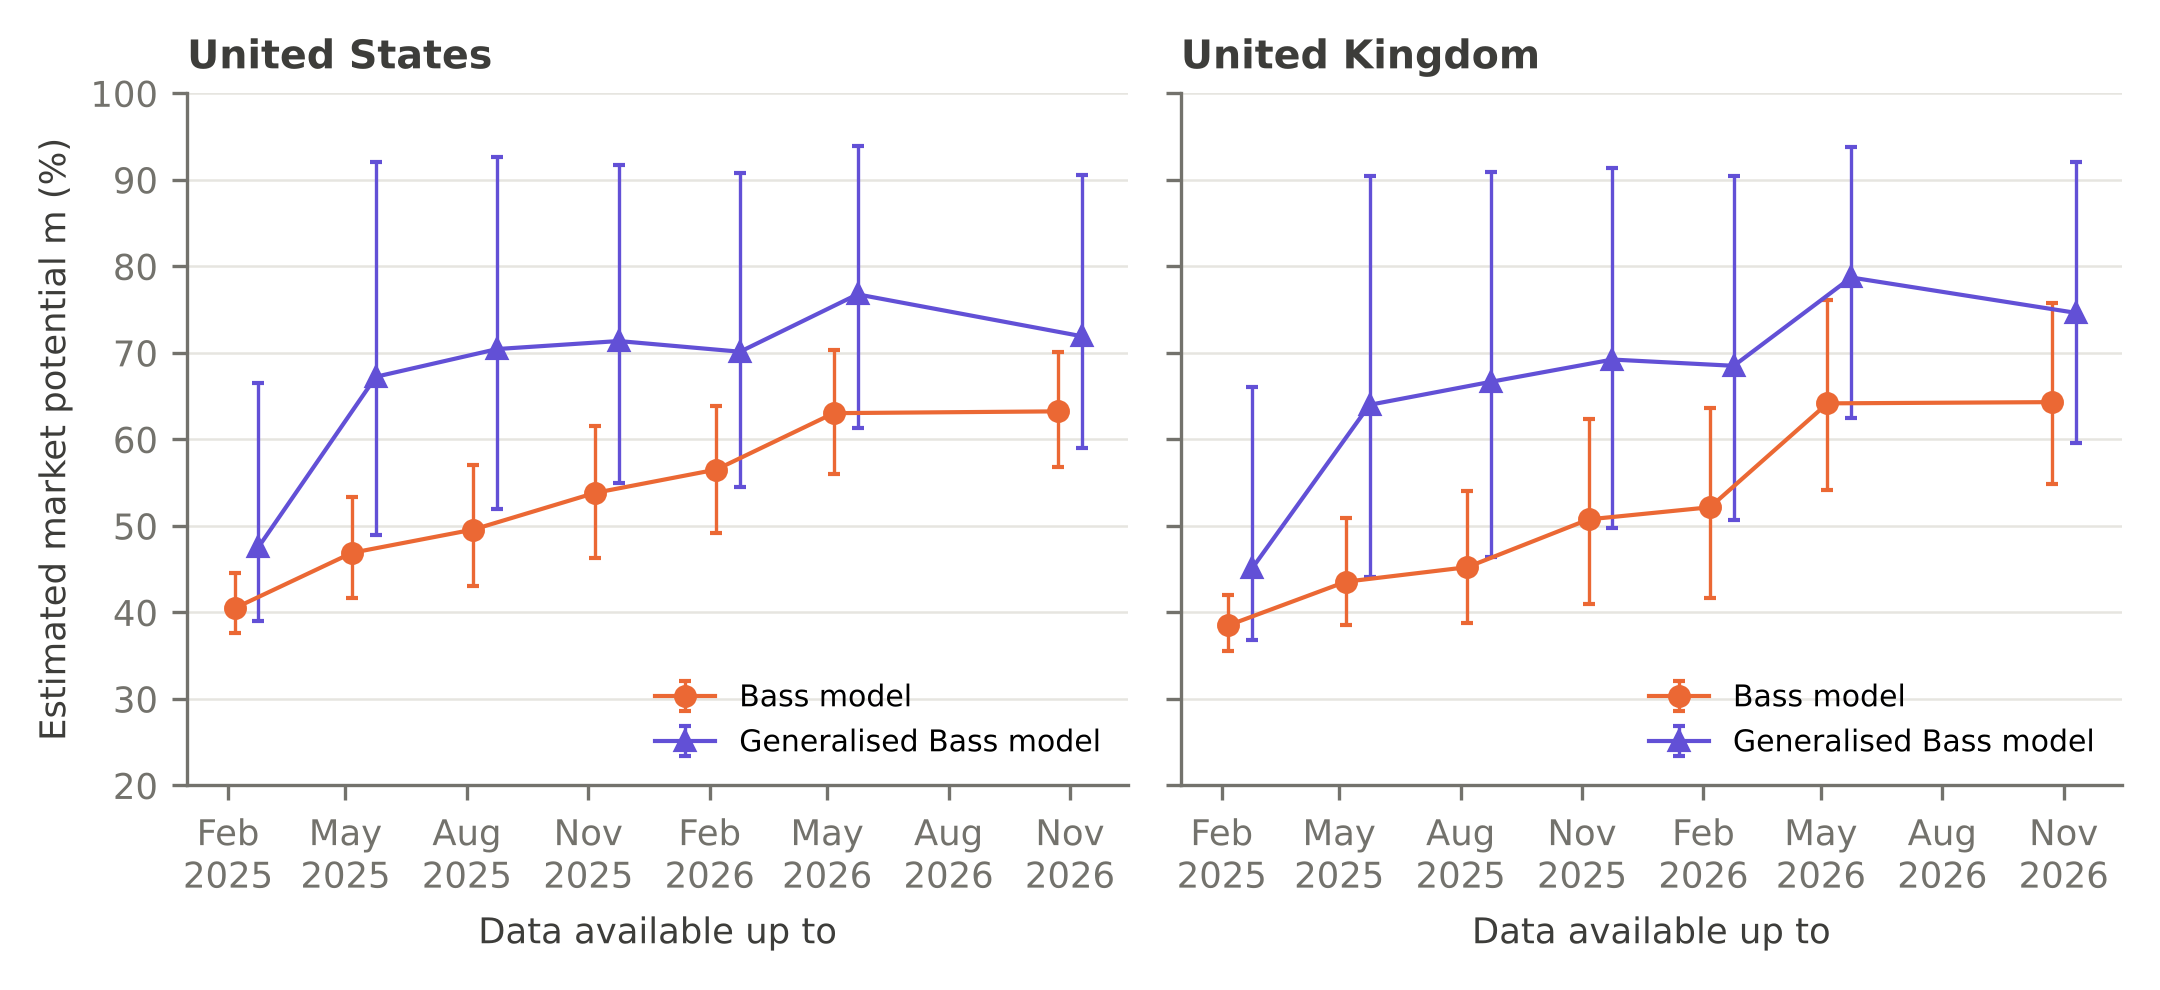 United States
United Kingdom
Estimated market potential m (%)
100
90
80
70
60
50
40
30
20
Bass model
Generalised Bass model
Feb 2025
May 2025
Aug 2025
Nov 2025
Feb 2026
May 2026
Aug 2026
Nov 2026
Data available up to
Bass model
Generalised Bass model
Feb 2025
May 2025
Aug 2025
Nov 2025
Feb 2026
May 2026
Aug 2026
Nov 2026
Data available up to